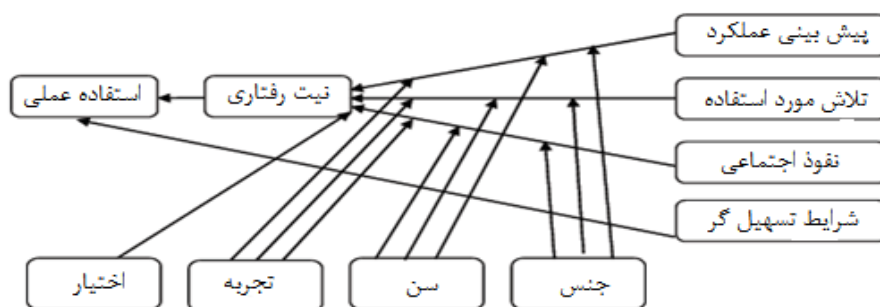 پیش بینی عملکرد
تلاش مورد استفاده
نیت رفتاری
استفاده عملی
نفوذ اجتماعی
شرایط تسهیل گر
جنس
سن
تجربه
اختیار